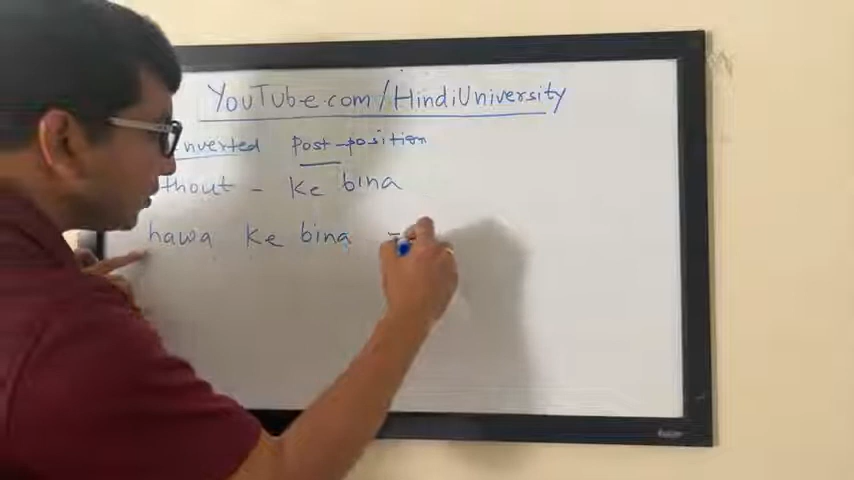 YouTube.com/HindiUniversity
nverted post-position
thout - ke bina
hawa ke bina -